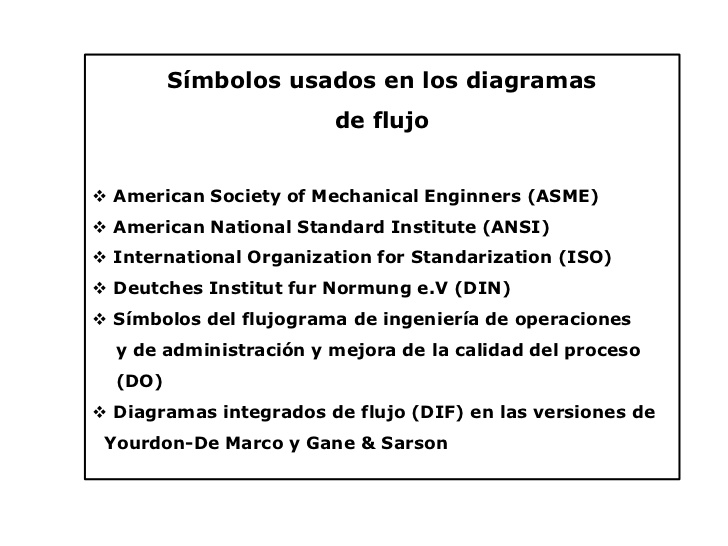 Símbolos usados en los diagramas
de flujo
❖ American Society of Mechanical Enginners (ASME)
❖ American National Standard Institute (ANSI)
❖ International Organization for Standarization (ISO)
❖ Deutches Institut fur Normung e.V (DIN)
❖ Símbolos del flujograma de ingeniería de operaciones
y de administración y mejora de la calidad del proceso
(DO)
❖ Diagramas integrados de flujo (DIF) en las versiones de
Yourdon-De Marco y Gane & Sarson